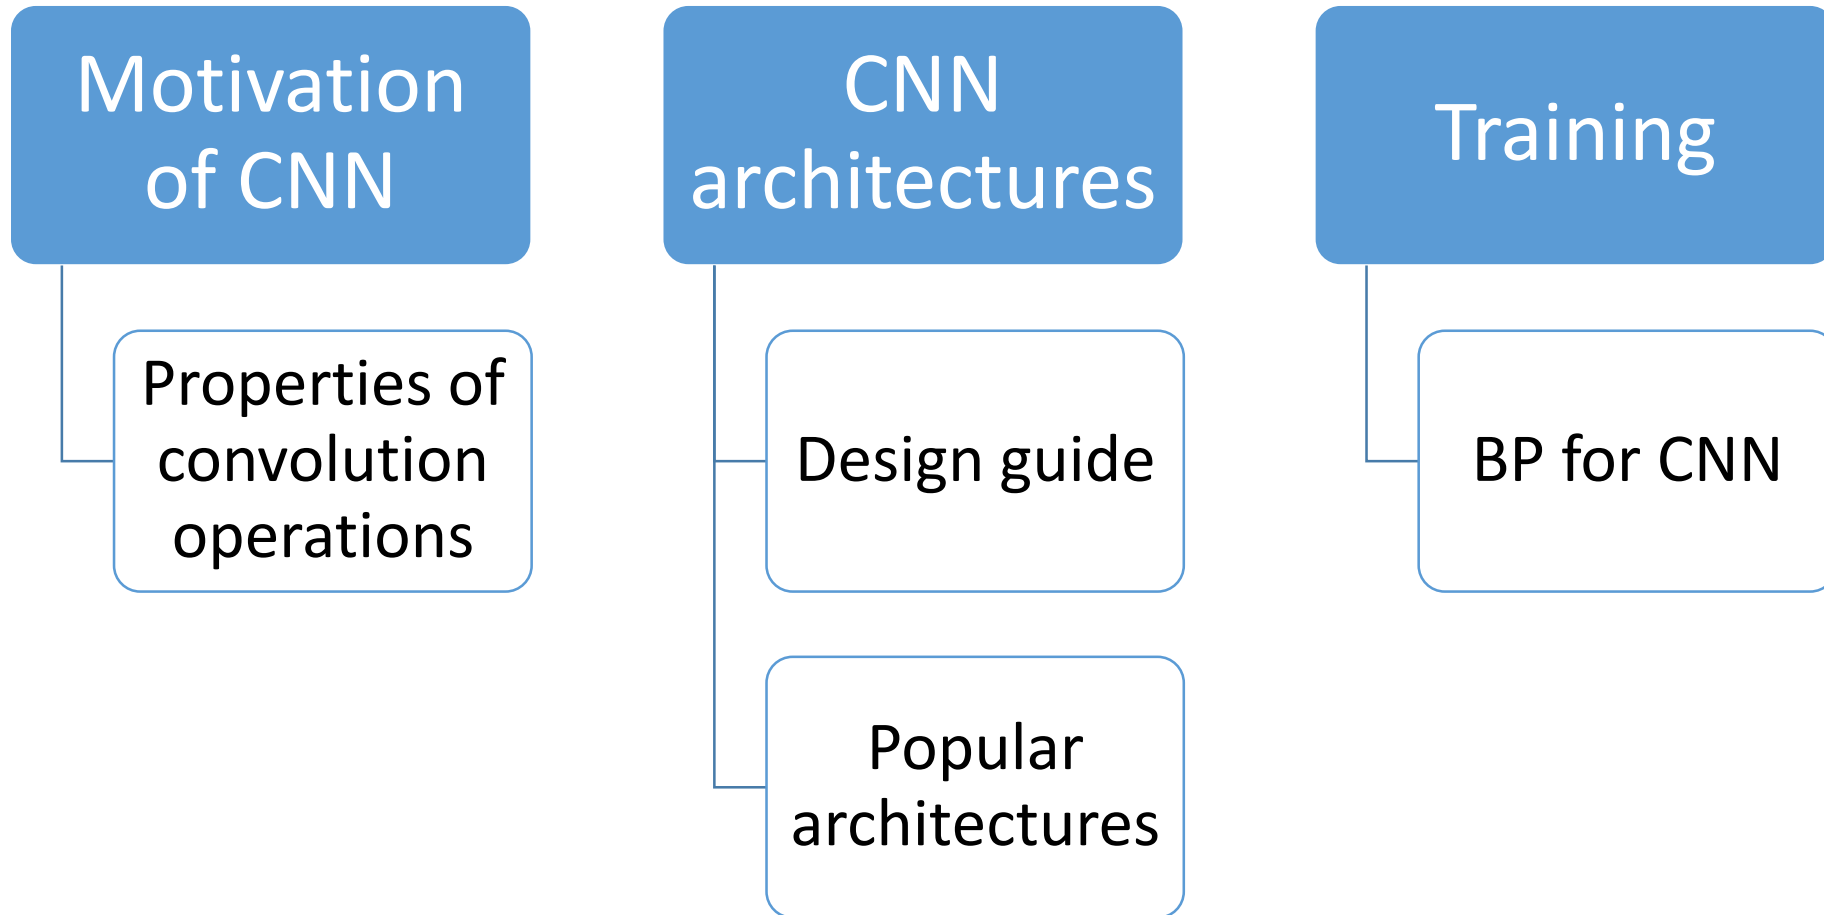 Motivation
of CNN
Properties of
convolution
operations
CNN
architectures
Design guide
Popular
architectures
Training
BP for CNN